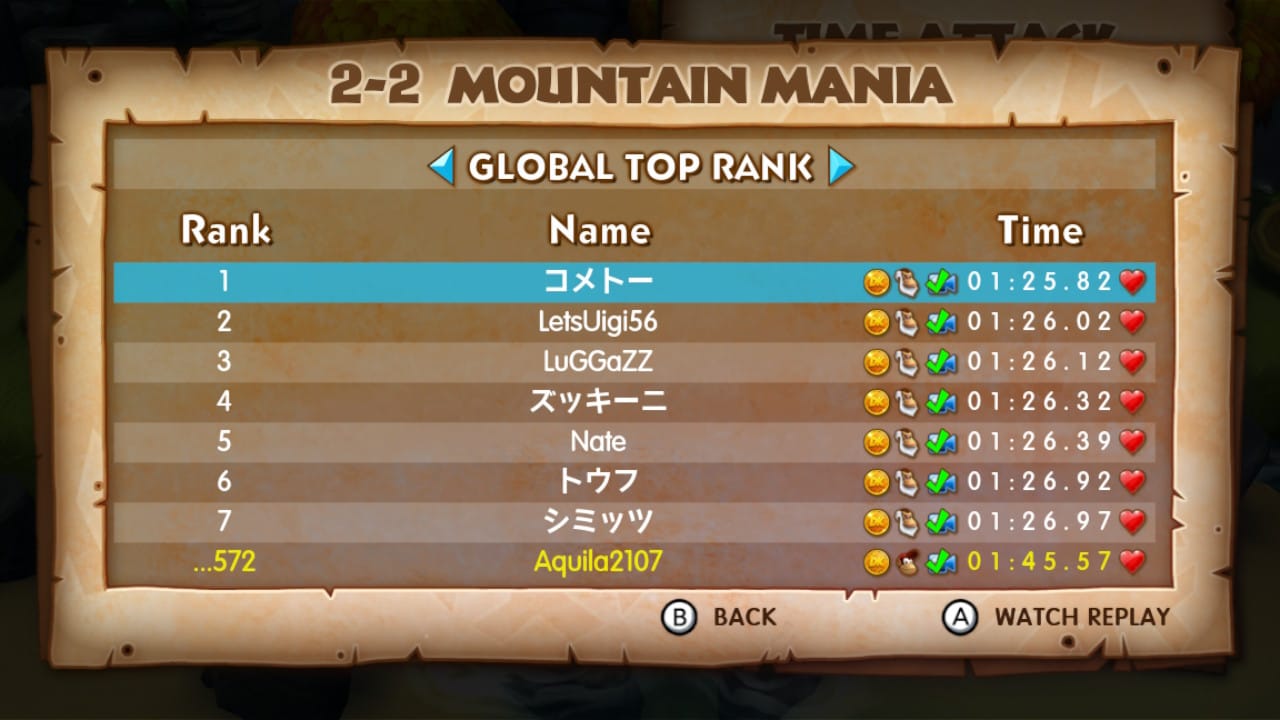 TIME ATTACK
2-2 MOUNTAIN MANIA
GLOBAL TOP RANK
Rank Name Time
1 コメトー 01:25.82
2 LetsUigi56 01:26.02
3 LuGGaZZ 01:26.12
4 ズッキーニ 01:26.32
5 Nate 01:26.39
6 トウフ 01:26.92
7 シミッツ 01:26.97
...572 Aquila2107 01:45.57
B BACK A WATCH REPLAY